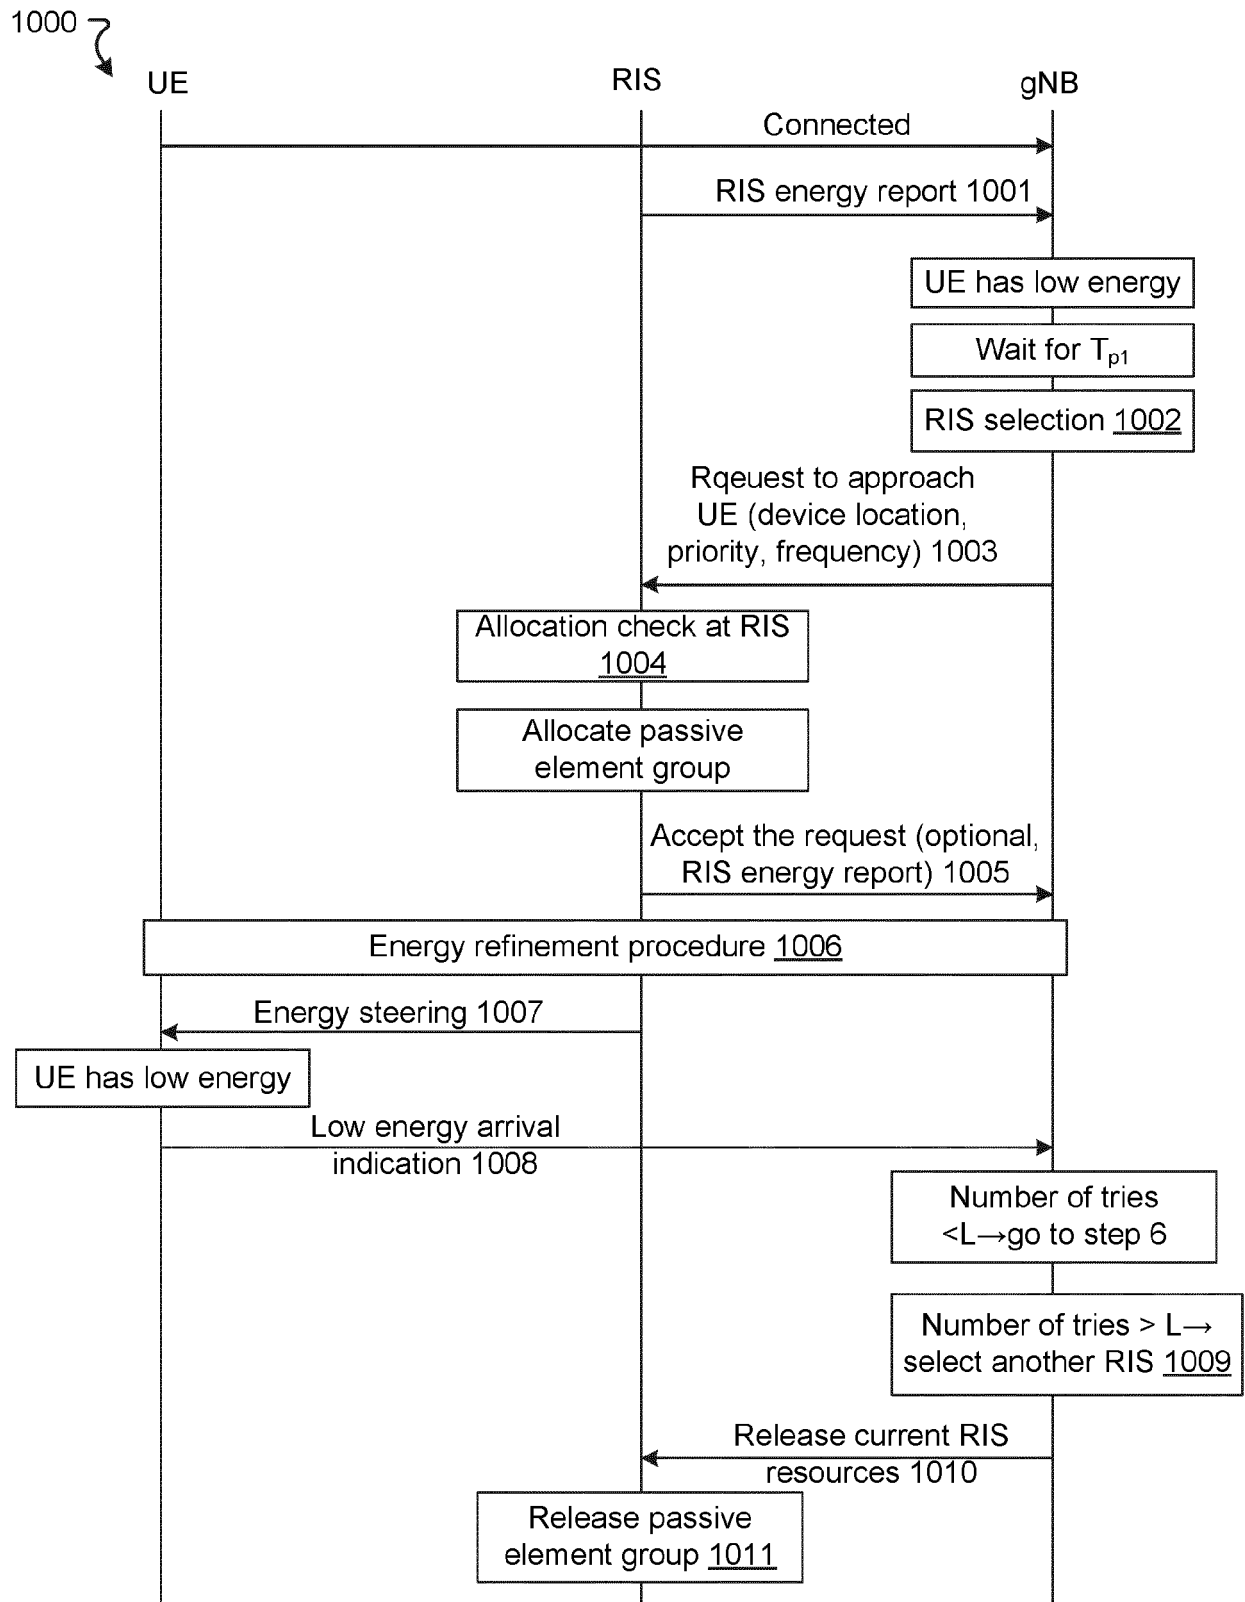 1000
UE
RIS
gNB
Connected
RIS energy report 1001
UE has low energy
Wait for Tp1
RIS selection 1002
Rqeuest to approach
UE (device location,
priority, frequency) 1003
Allocation check at RIS
1004
Allocate passive
element group
Accept the request (optional,
RIS energy report) 1005
Energy refinement procedure 1006
Energy steering 1007
UE has low energy
Low energy arrival
indication 1008
Number of tries
<L→go to step 6
Number of tries > L→
select another RIS 1009
Release current RIS
resources 1010
Release passive
element group 1011